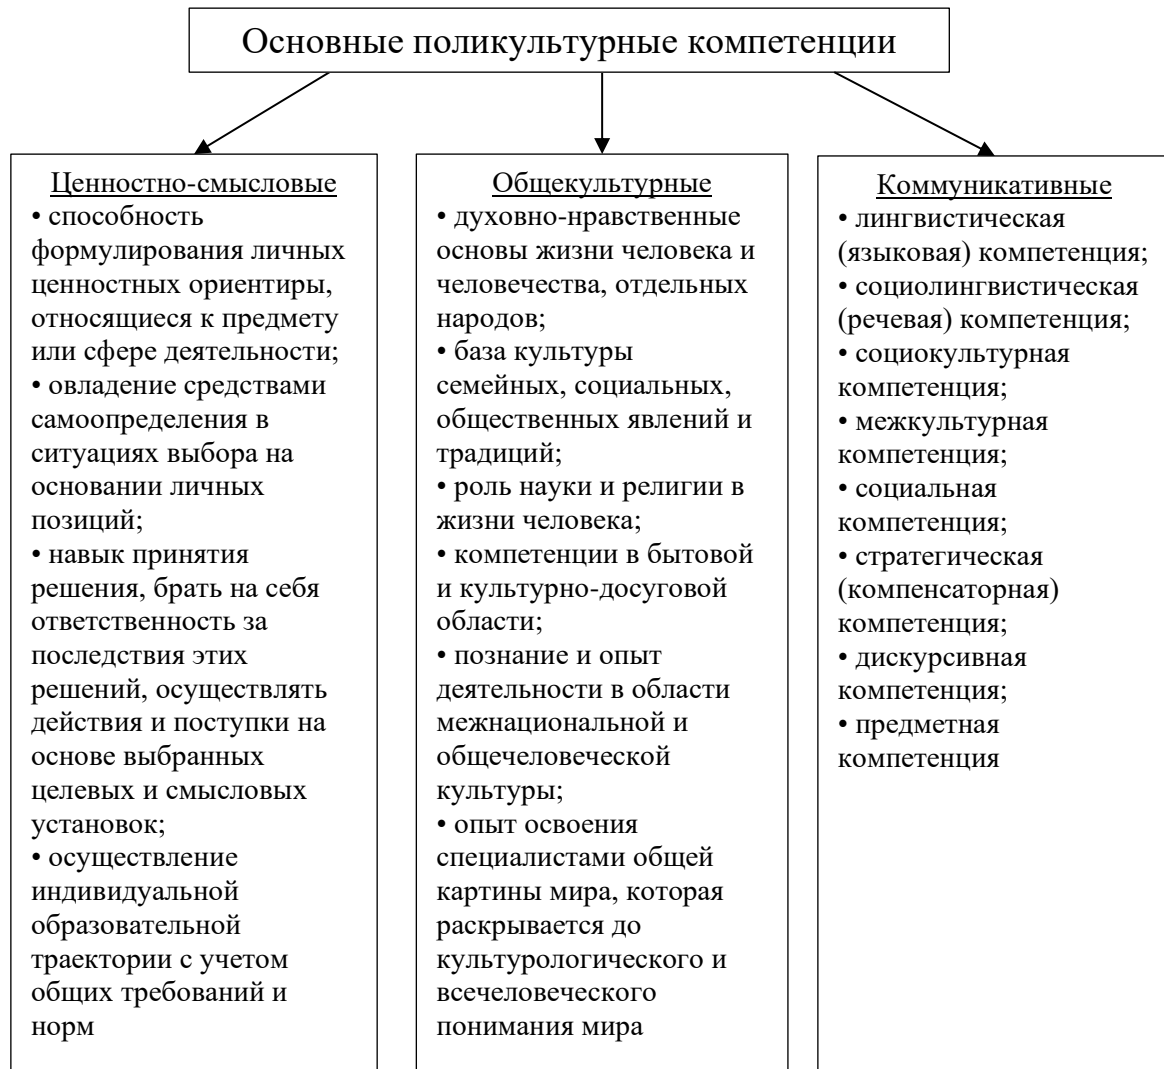 Основные поликультурные компетенции
Ценностно-смысловые
• способность
формулирования личных
ценностных ориентиры,
относящиеся к предмету
или сфере деятельности;
• овладение средствами
самоопределения в
ситуациях выбора на
основании личных
позиций;
• навык принятия
решения, брать на себя
ответственность за
последствия этих
решений, осуществлять
действия и поступки на
основе выбранных
целевых и смысловых
установок;
• осуществление
индивидуальной
образовательной
траектории с учетом
общих требований и
норм
Общекультурные
• духовно-нравственные
основы жизни человека и
человечества, отдельных
народов;
• база культуры
семейных, социальных,
общественных явлений и
традиций;
• роль науки и религии в
жизни человека;
• компетенции в бытовой
и культурно-досуговой
области;
• познание и опыт
деятельности в области
межнациональной и
общечеловеческой
культуры;
• опыт освоения
специалистами общей
картины мира, которая
раскрывается до
культурологического и
всечеловеческого
понимания мира
Коммуникативные
• лингвистическая
(языковая) компетенция;
• социолингвистическая
(речевая) компетенция;
• социокультурная
компетенция;
• межкультурная
компетенция;
• социальная
компетенция;
• стратегическая
(компенсаторная)
компетенция;
• дискурсивная
компетенция;
• предметная
компетенция